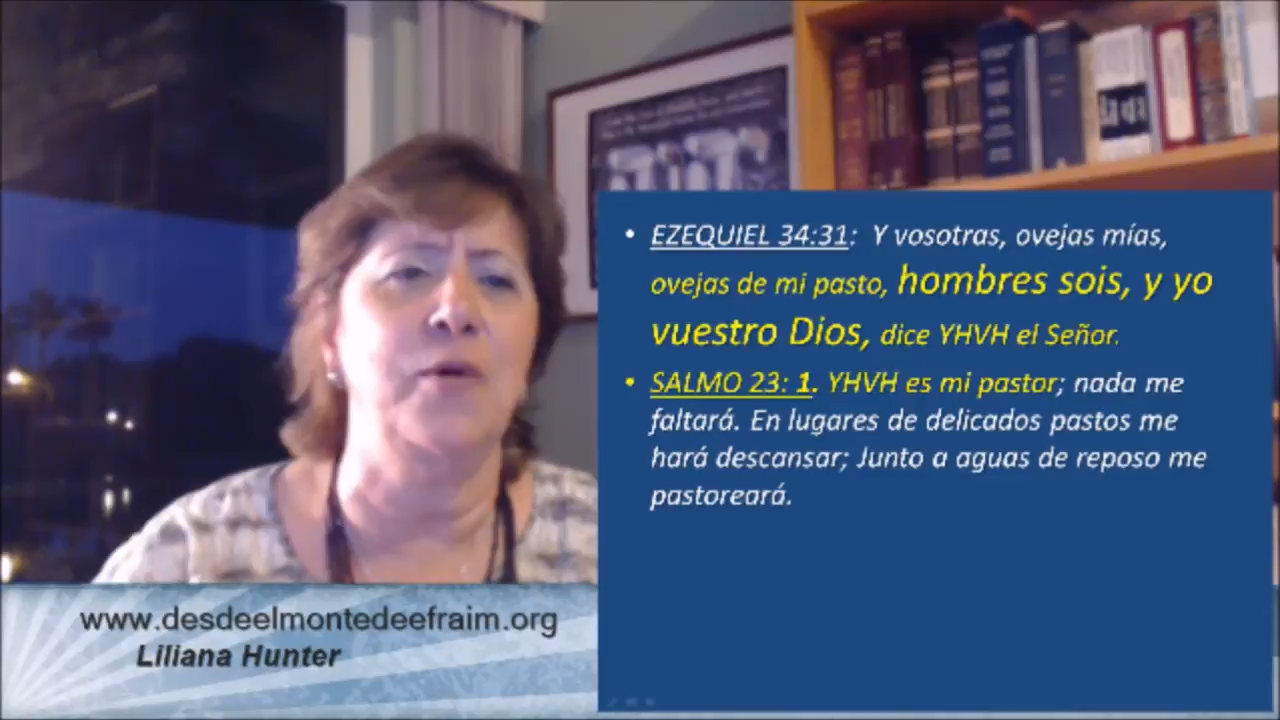 • EZEQUIEL 34:31: Y vosotras, ovejas mías,
ovejas de mi pasto, hombres sois, y yo
vuestro Dios, dice YHVH el Señor.
• SALMO 23: 1. YHVH es mi pastor; nada me
faltará. En lugares de delicados pastos me
hará descansar; Junto a aguas de reposo me
pastoreará.
www.desdeelmontedeefraim.org
Liliana Hunter